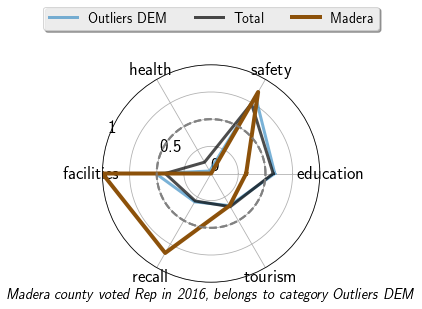 Outliers DEM Total Madera
health safety
1
0.5
facilities 0 education
recall tourism
Madera county voted Rep in 2016, belongs to category Outliers DEM